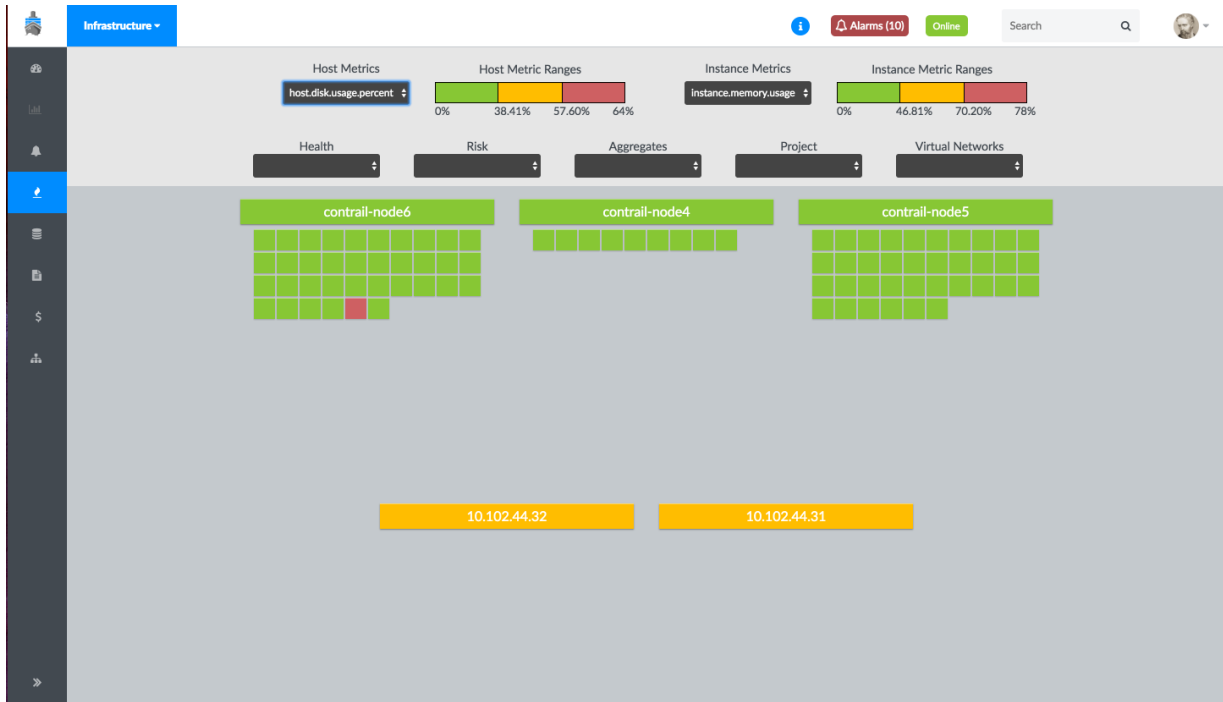 Infrastructure
i
Alarms (10)
Online
Search
Host Metrics
Host Metric Ranges
Instance Metrics
Instance Metric Ranges
host.disk.usage.percent
instance.memory.usage
0% 38.41% 57.60% 64%
0% 46.81% 70.20% 78%
Health
Risk
Aggregates
Project
Virtual Networks
$
contrail-node6
contrail-node4
contrail-node5
10.102.44.32
10.102.44.31